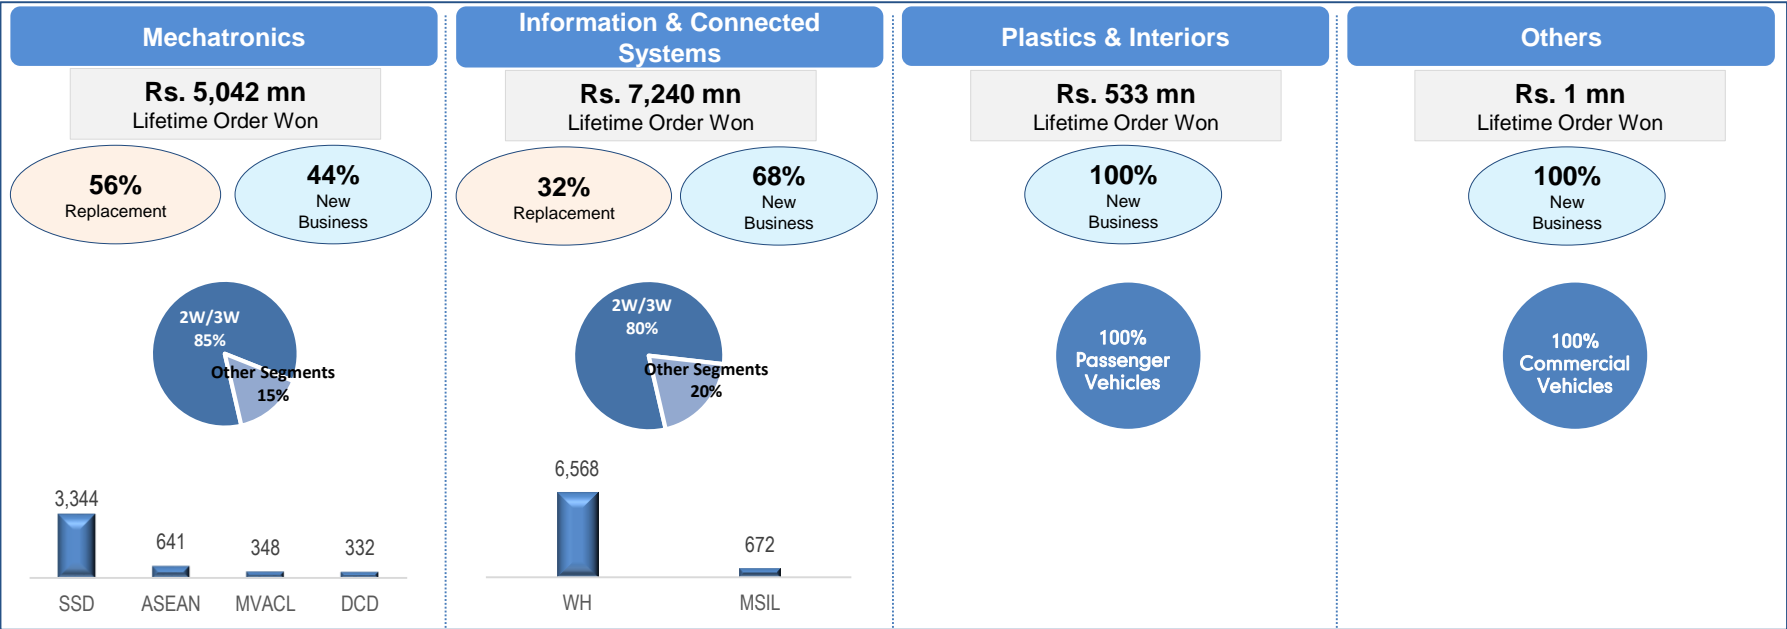 Mechatronics
Rs. 5,042 mn
Lifetime Order Won
56%
Replacement
44%
New
Business
2W/3W
85%
Other Segments
15%
3,344
641
348
332
SSD
ASEAN
MVACL
DCD
Information & Connected
Systems
Rs. 7,240 mn
Lifetime Order Won
32%
Replacement
68%
New
Business
2W/3W
80%
Other Segments
20%
6,568
672
WH
MSIL
Plastics & Interiors
Rs. 533 mn
Lifetime Order Won
100%
New
Business
100%
Passenger
Vehicles
Others
Rs. 1 mn
Lifetime Order Won
100%
New
Business
100%
Commercial
Vehicles